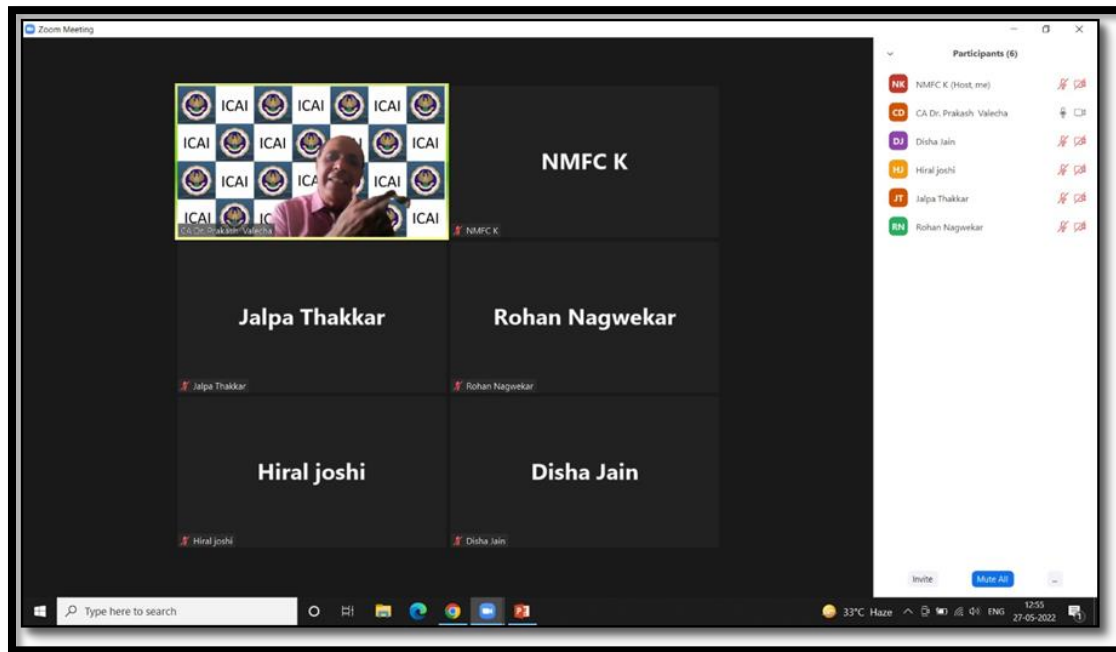 Zoom Meeting
Participants (6)
NK NMFC K (Host, me)
CD CA Dr. Prakash Valecha
DJ Disha Jain
HJ Hiral joshi
JT Jalpa Thakkar
RN Rohan Nagwekar
ICAI ICAI ICAI
ICAI ICAI ICAI
ICAI ICA ICAI
ICAI IC ICAI
CA Dr. Prakash Valecha
NMFC K
NMFC K
Jalpa Thakkar
Jalpa Thakkar
Rohan Nagwekar
Rohan Nagwekar
Hiral joshi
Hiral joshi
Disha Jain
Disha Jain
Invite Mute All ...
Type here to search
33°C Haze ENG 12:55
27-05-2022
1